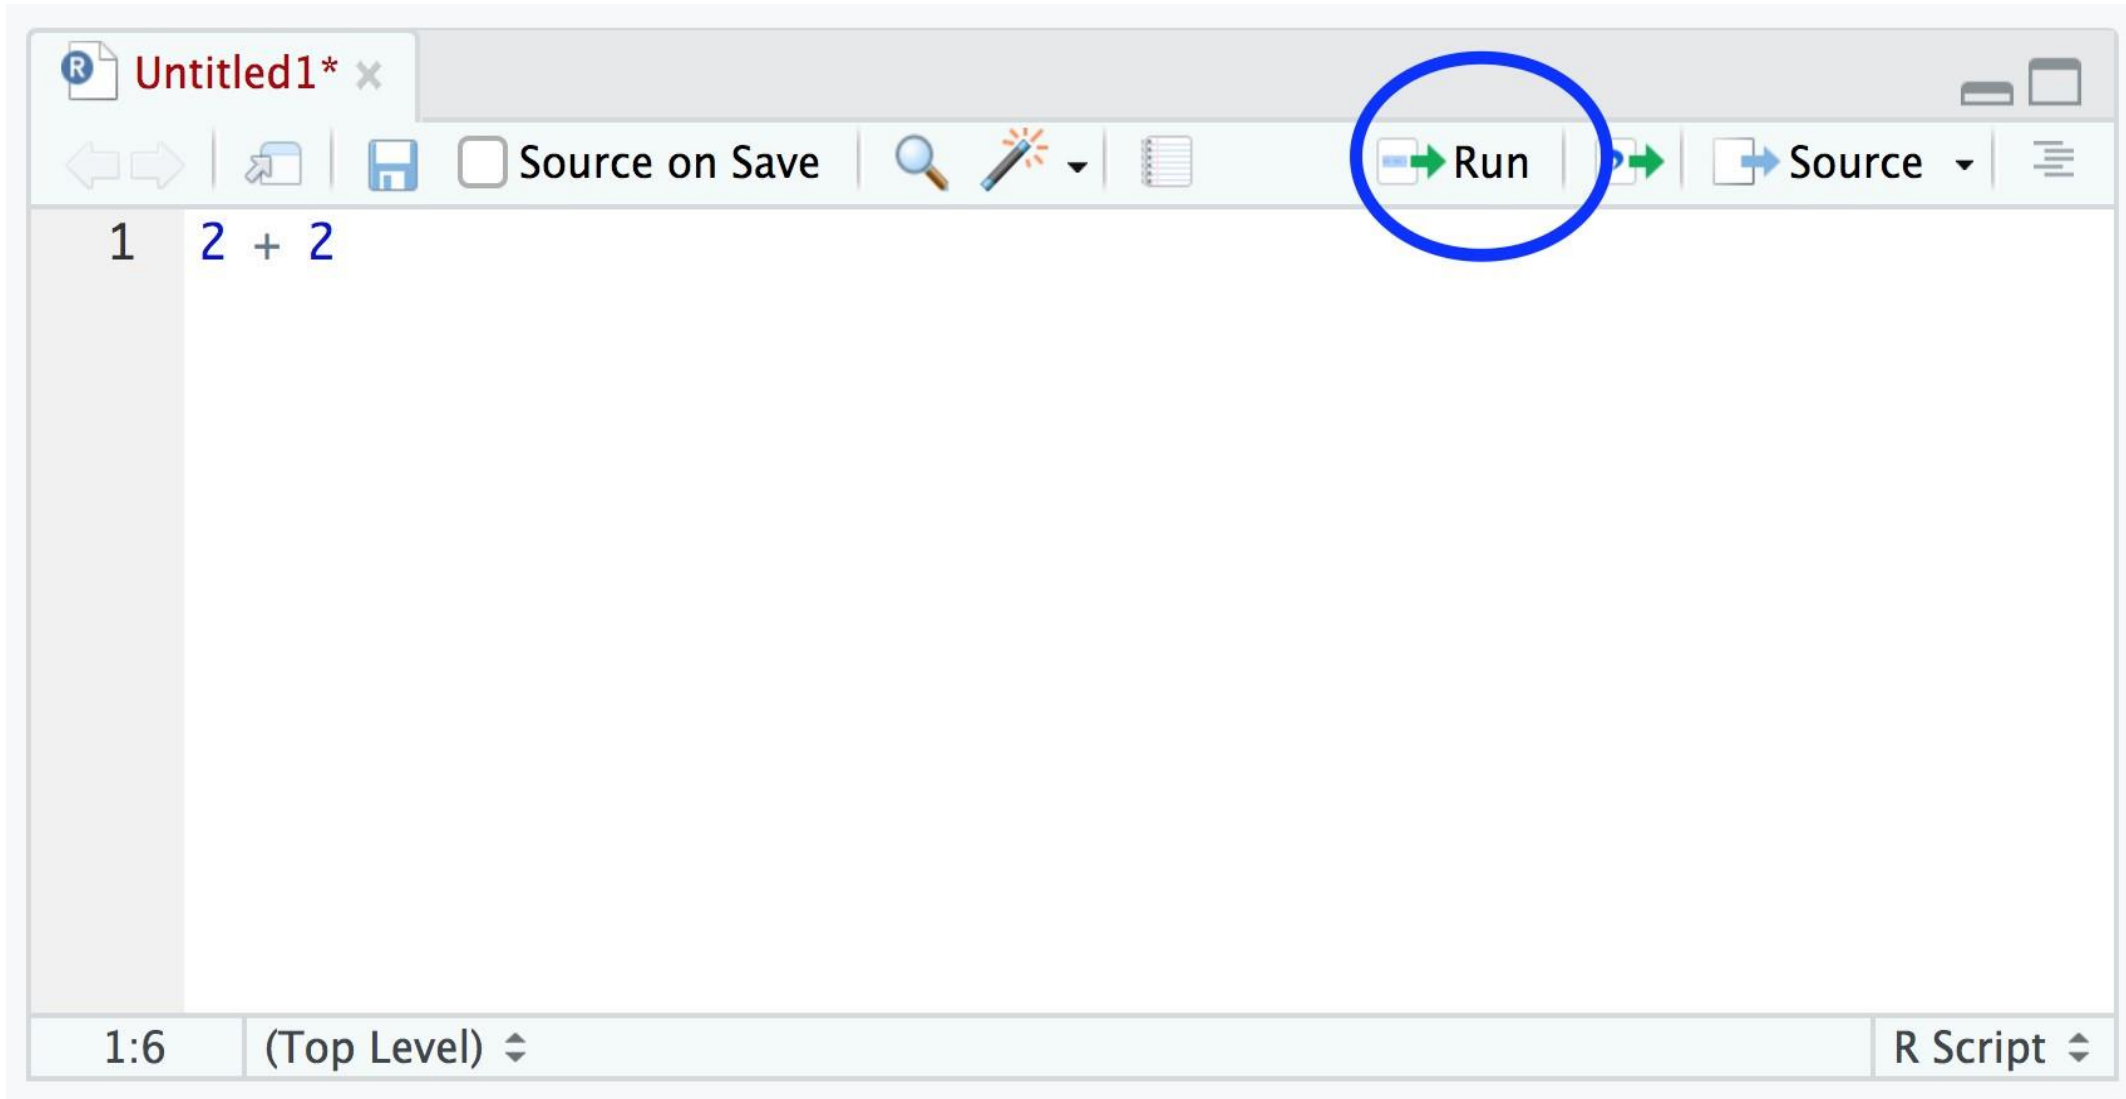 R Untitled1*
Source on Save Run Source
1 2 + 2
1:6 (Top Level) R Script